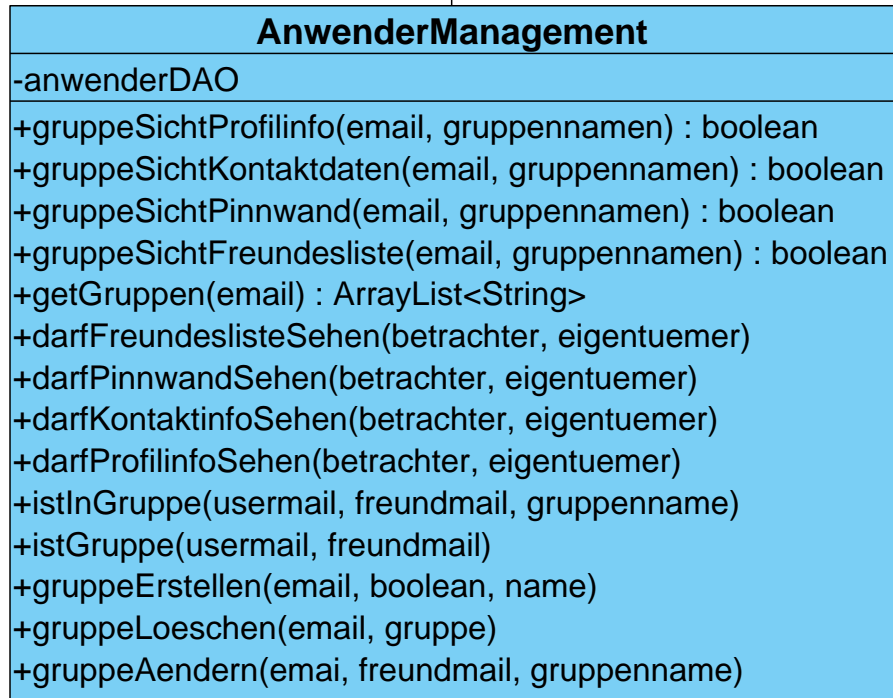 AnwenderManagement
-anwenderDAO
+gruppeSichtProfilinfo(email, gruppennamen) : boolean
+gruppeSichtKontaktdaten(email, gruppennamen) : boolean
+gruppeSichtPinnwand(email, gruppennamen) : boolean
+gruppeSichtFreundesliste(email, gruppennamen) : boolean
+getGruppen(email) : ArrayList<String>
+darfFreundeslisteSehen(betrachter, eigentuemer)
+darfPinnwandSehen(betrachter, eigentuemer)
+darfKontaktinfoSehen(betrachter, eigentuemer)
+darfProfilinfoSehen(betrachter, eigentuemer)
+istInGruppe(usermail, freundmail, gruppenname)
+istGruppe(usermail, freundmail)
+gruppeErstellen(email, boolean, name)
+gruppeLoeschen(email, gruppe)
+gruppeAendern(emai, freundmail, gruppenname)